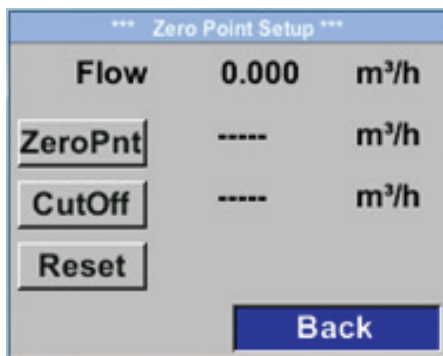 *** Zero Point Setup ***
Flow 0.000 m³/h
ZeroPnt ----- m³/h
CutOff ----- m³/h
Reset
Back